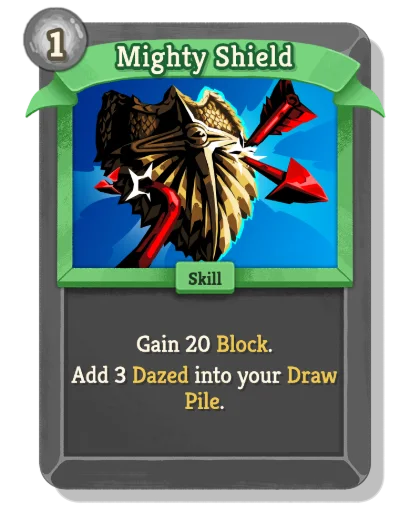 1
Mighty Shield
Skill
Gain 20 Block.
Add 3 Dazed into your Draw
Pile.